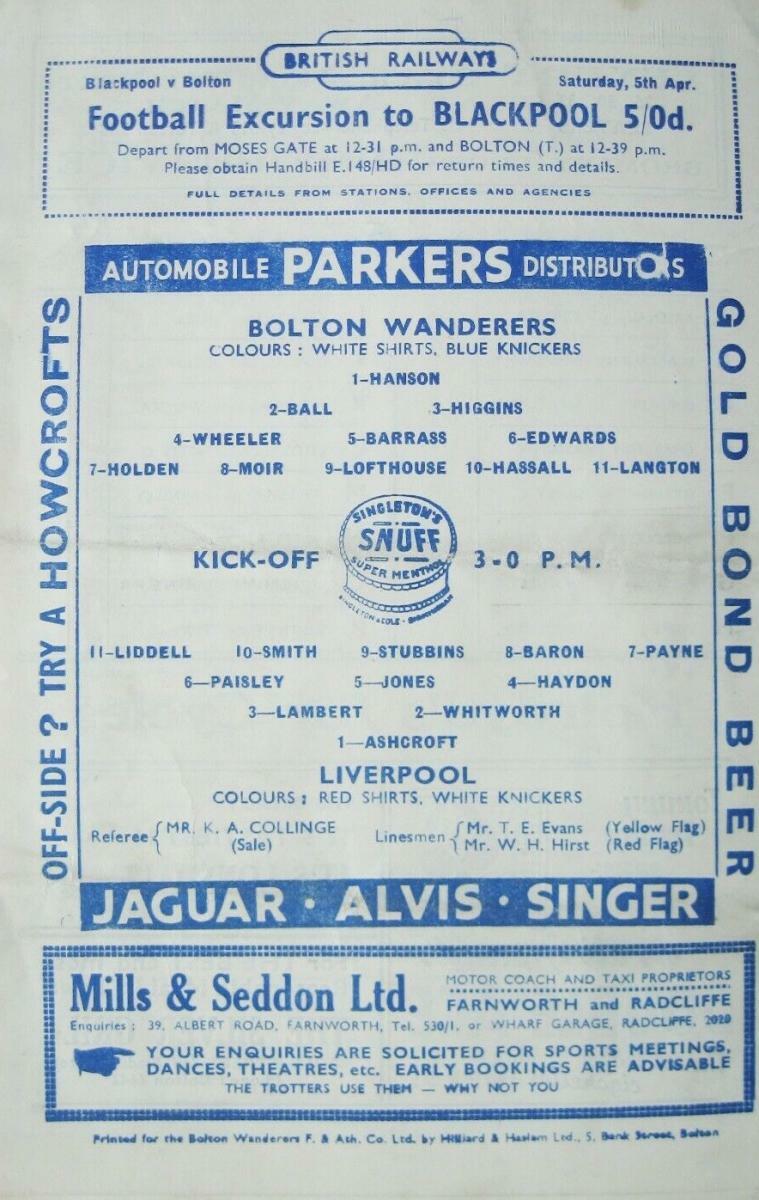 BRITISH RAILWAYS
Blackpool v Bolton Saturday, 5th Apr.
Football Excursion to BLACKPOOL 5/0d.
Depart from MOSES GATE at 12-31 p.m. and BOLTON (T.) at 12-39 p.m.
Please obtain Handbill E.148/HD for return times and details.
FULL DETAILS FROM STATIONS, OFFICES AND AGENCIES
AUTOMOBILE PARKERS DISTRIBUTORS
OFF-SIDE ? TRY A HOWCROFTS
BOLTON WANDERERS
COLOURS : WHITE SHIRTS, BLUE KNICKERS
1-HANSON
2-BALL 3-HIGGINS
4-WHEELER 5-BARRASS 6-EDWARDS
7-HOLDEN 8-MOIR 9-LOFTHOUSE 10-HASSALL 11-LANGTON
SINGLETON'S
SNUFF
SUPER MENTHOL
KICK-OFF 3-0 P.M.
11-LIDDELL 10-SMITH 9-STUBBINS 8-BARON 7-PAYNE
6—PAISLEY 5—JONES 4—HAYDON
3—LAMBERT 2—WHITWORTH
1—ASHCROFT
LIVERPOOL
COLOURS : RED SHIRTS, WHITE KNICKERS
Referee { MR. K. A. COLLINGE
(Sale)
Linesmen { Mr. T. E. Evans (Yellow Flag)
Mr. W. H. Hirst (Red Flag)
GOLD BOND BEER
JAGUAR · ALVIS · SINGER
Mills & Seddon Ltd.
MOTOR COACH AND TAXI PROPRIETORS
FARNWORTH and RADCLIFFE
Enquiries : 39, ALBERT ROAD, FARNWORTH, Tel. 530/1, or WHARF GARAGE, RADCLIFFE, 2020
YOUR ENQUIRIES ARE SOLICITED FOR SPORTS MEETINGS,
DANCES, THEATRES, etc. EARLY BOOKINGS ARE ADVISABLE
THE TROTTERS USE THEM — WHY NOT YOU
Printed for the Bolton Wanderers F. & Ath. Co. Ltd. by Hilliard & Haslam Ltd., 5, Bank Street, Bolton